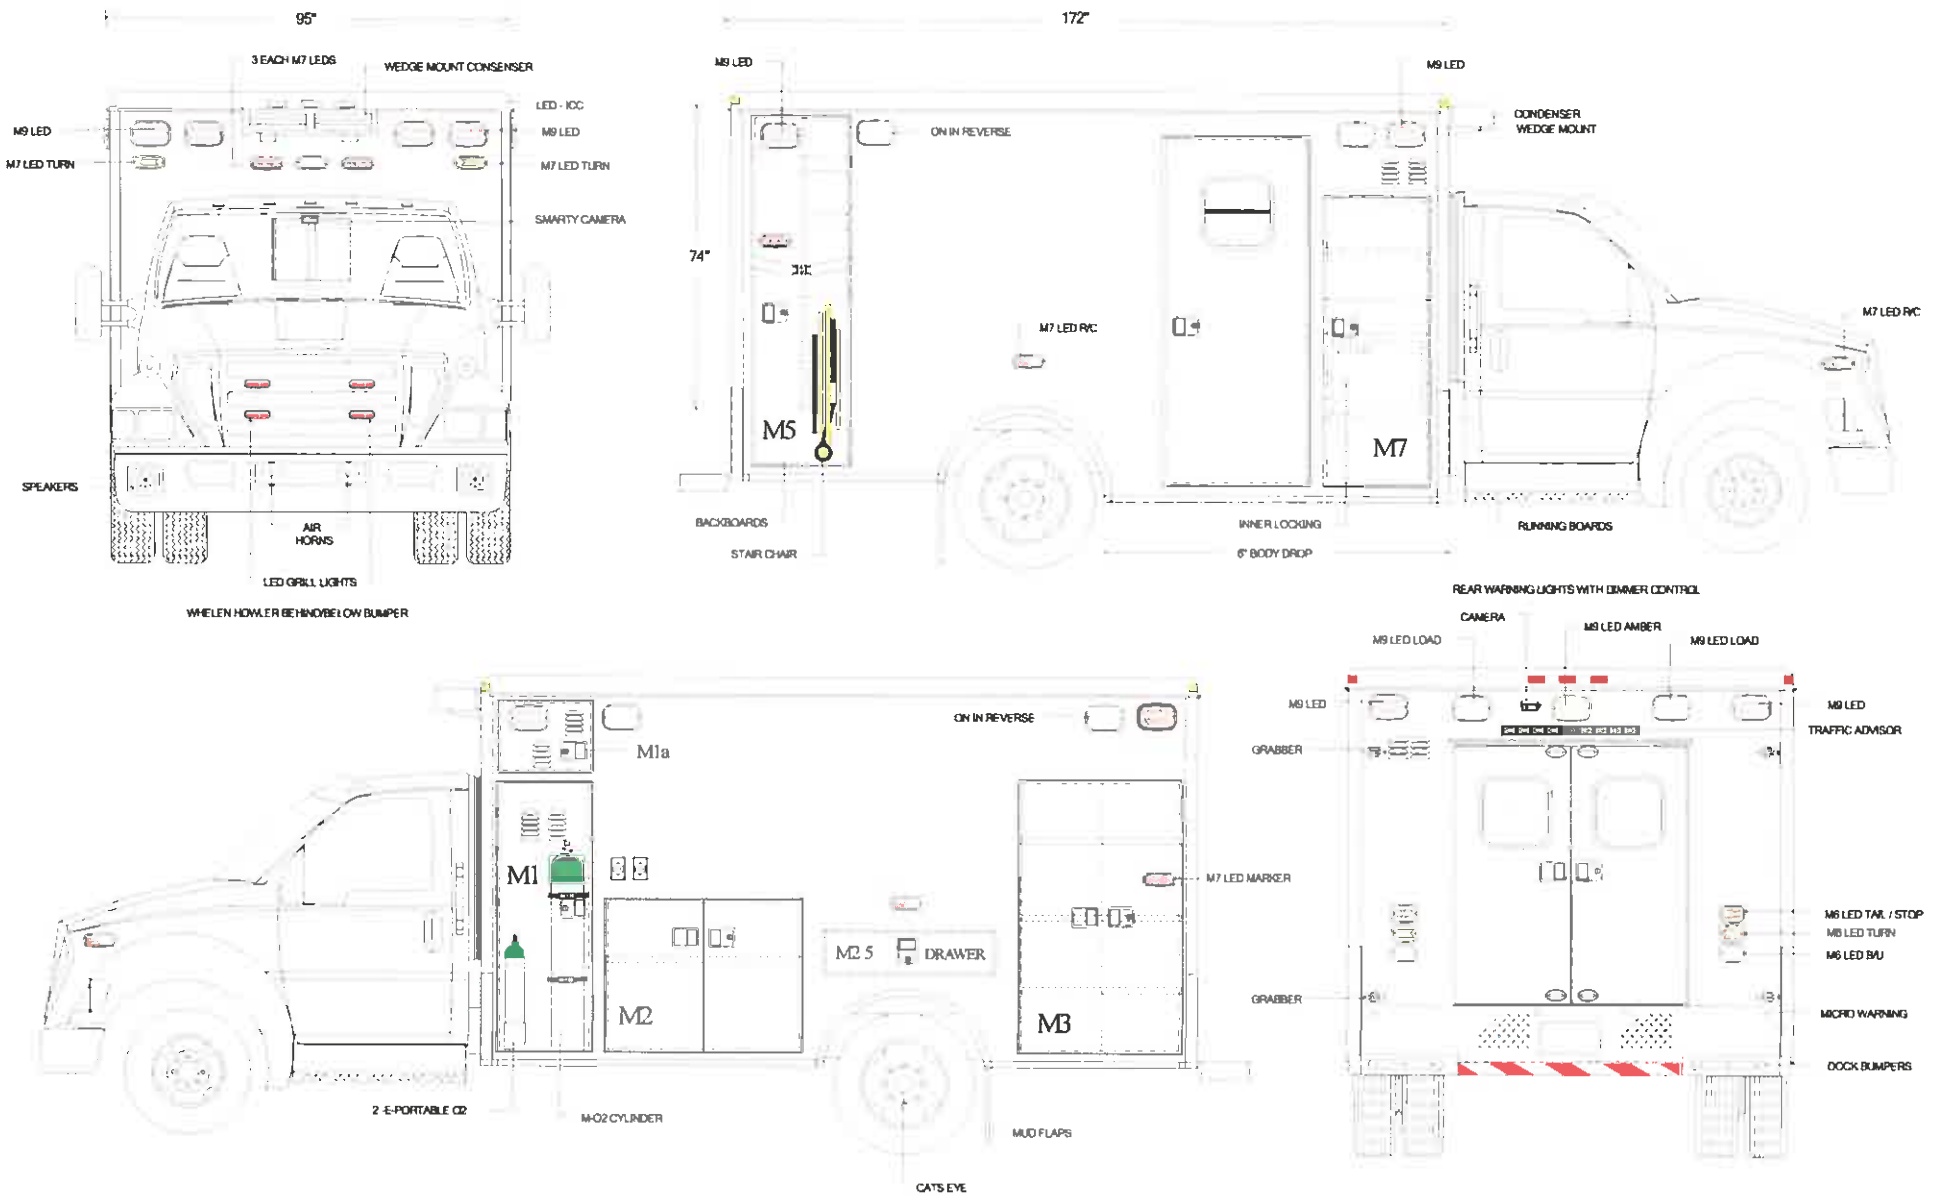 95"
3 EACH M7 LEDS
WEDGE MOUNT CONSENSER
LED - ICC
M9 LED
M9 LED
M7 LED TURN
M7 LED TURN
SMARTY CAMERA
SPEAKERS
AIR
HORNS
LED GRILL LIGHTS
WHELEN HOWLER BEHIND/BELOW BUMPER
172"
M9 LED
M9 LED
CONDENSER
WEDGE MOUNT
ON IN REVERSE
74"
M7 LED R/C
M7 LED R/C
M5
M7
BACKBOARDS
STAIR CHAIR
INNER LOCKING
6" BODY DROP
RUNNING BOARDS
ON IN REVERSE
M1a
M1
M7 LED MARKER
M2 5
DRAWER
M2
M3
2 -E-PORTABLE O2
M-O2 CYLINDER
MUD FLAPS
CATS EYE
REAR WARNING LIGHTS WITH DIMMER CONTROL
CAMERA
M9 LED AMBER
M9 LED LOAD
M9 LED LOAD
M9 LED
M9 LED
TRAFFIC ADVISOR
GRABBER
M6 LED TAIL / STOP
M6 LED TURN
M6 LED B/U
GRABBER
MICRO WARNING
DOCK BUMPERS